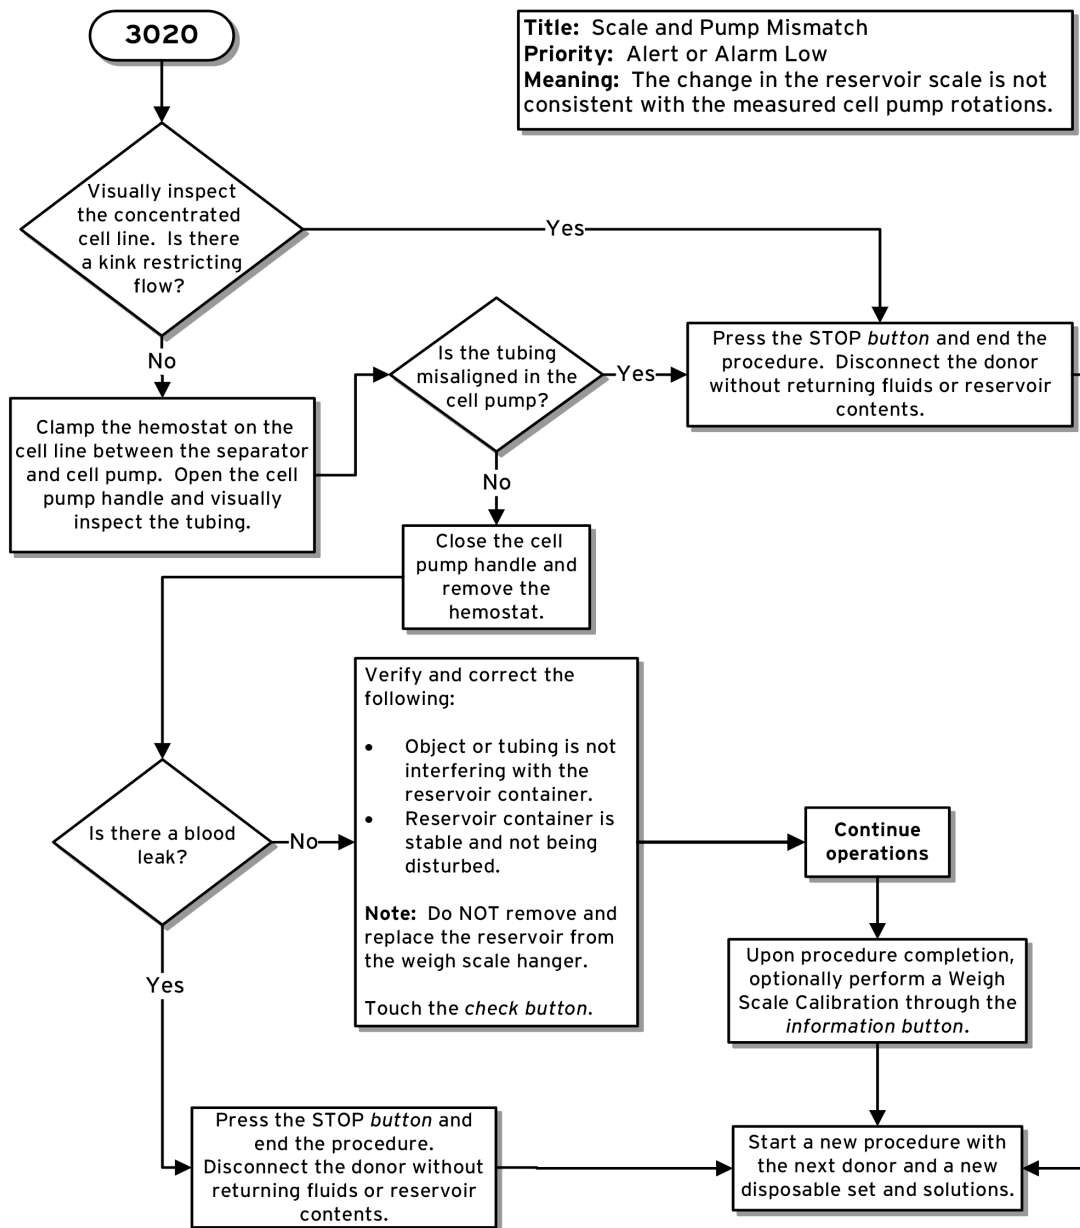 3020
Title: Scale and Pump Mismatch
Priority: Alert or Alarm Low
Meaning: The change in the reservoir scale is not
consistent with the measured cell pump rotations.
Visually inspect
the concentrated
cell line. Is there
a kink restricting
flow?
Yes
No
Clamp the hemostat on the
cell line between the separator
and cell pump. Open the cell
pump handle and visually
inspect the tubing.
Is the tubing
misaligned in the
cell pump?
Yes
Press the STOP button and end the
procedure. Disconnect the donor
without returning fluids or reservoir
contents.
No
Close the cell
pump handle and
remove the
hemostat.
Is there a blood
leak?
No
Verify and correct the
following:
• Object or tubing is not
interfering with the
reservoir container.
• Reservoir container is
stable and not being
disturbed.
Note: Do NOT remove and
replace the reservoir from
the weigh scale hanger.
Touch the check button.
Continue
operations
Upon procedure completion,
optionally perform a Weigh
Scale Calibration through the
information button.
Yes
Press the STOP button and
end the procedure.
Disconnect the donor without
returning fluids or reservoir
contents.
Start a new procedure with
the next donor and a new
disposable set and solutions.